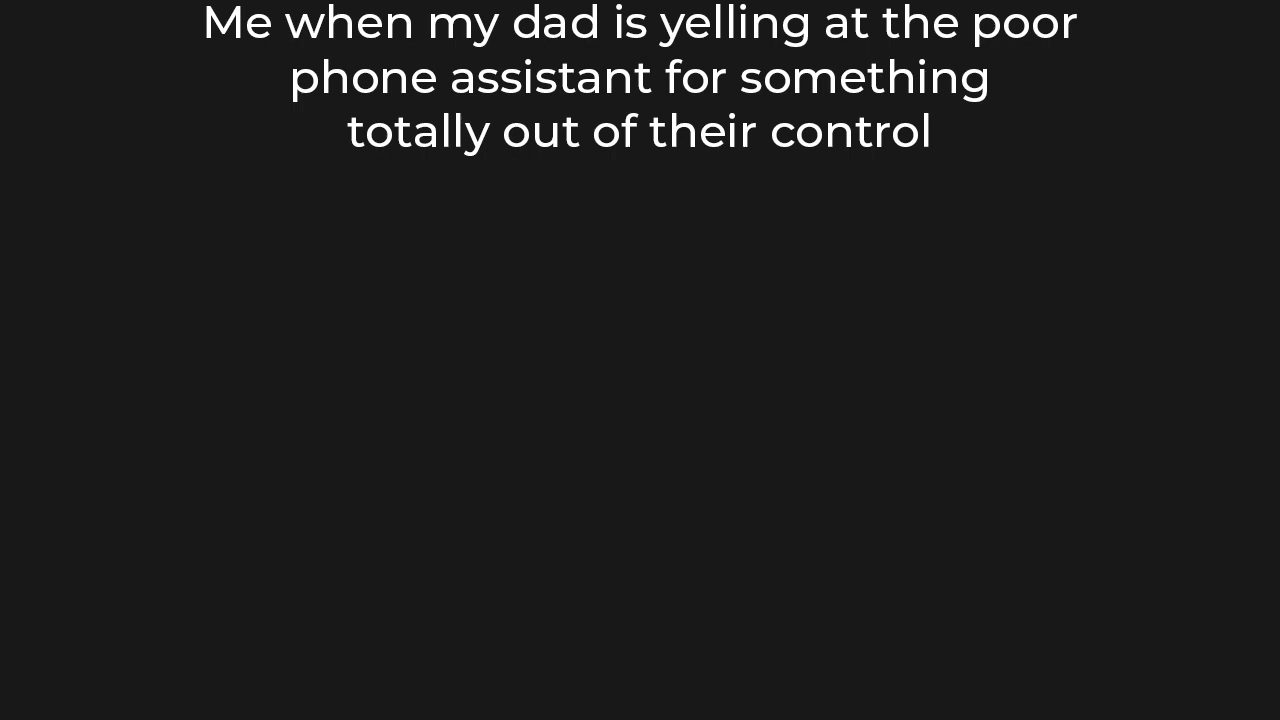 Me when my dad is yelling at the poor
phone assistant for something
totally out of their control